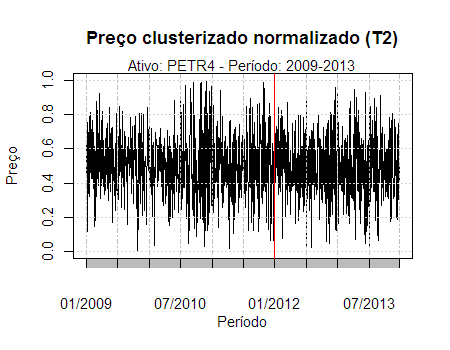 Preço clusterizado normalizado (T2)
Ativo: PETR4 - Período: 2009-2013
Preço
1.0
0.8
0.6
0.4
0.2
0.0
01/2009 07/2010 01/2012 07/2013
Período